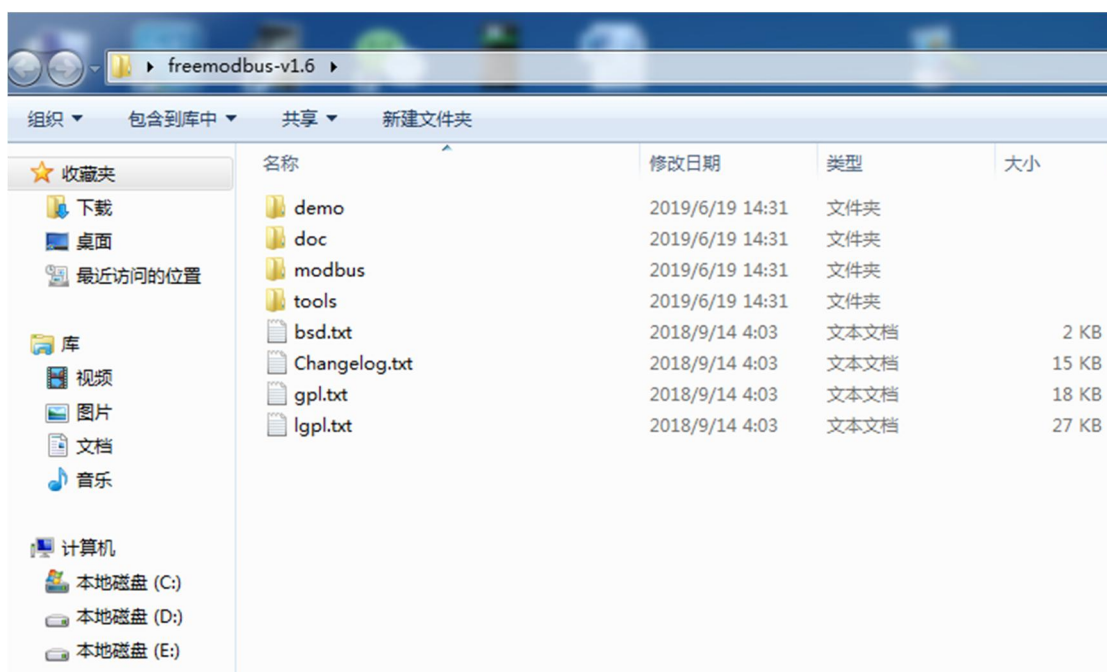 freemodbus-v1.6
组织 包含到库中 共享 新建文件夹
收藏夹
下载
桌面
最近访问的位置
库
视频
图片
文档
音乐
计算机
本地磁盘 (C:)
本地磁盘 (D:)
本地磁盘 (E:)
名称 修改日期 类型 大小
demo 2019/6/19 14:31 文件夹
doc 2019/6/19 14:31 文件夹
modbus 2019/6/19 14:31 文件夹
tools 2019/6/19 14:31 文件夹
bsd.txt 2018/9/14 4:03 文本文档 2 KB
Changelog.txt 2018/9/14 4:03 文本文档 15 KB
gpl.txt 2018/9/14 4:03 文本文档 18 KB
lgpl.txt 2018/9/14 4:03 文本文档 27 KB